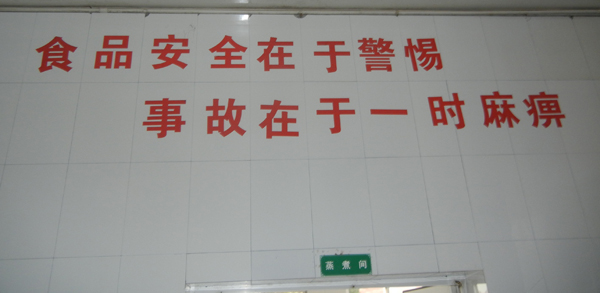 食品安全在于警惕
事故在于一时麻痹
蒸煮间